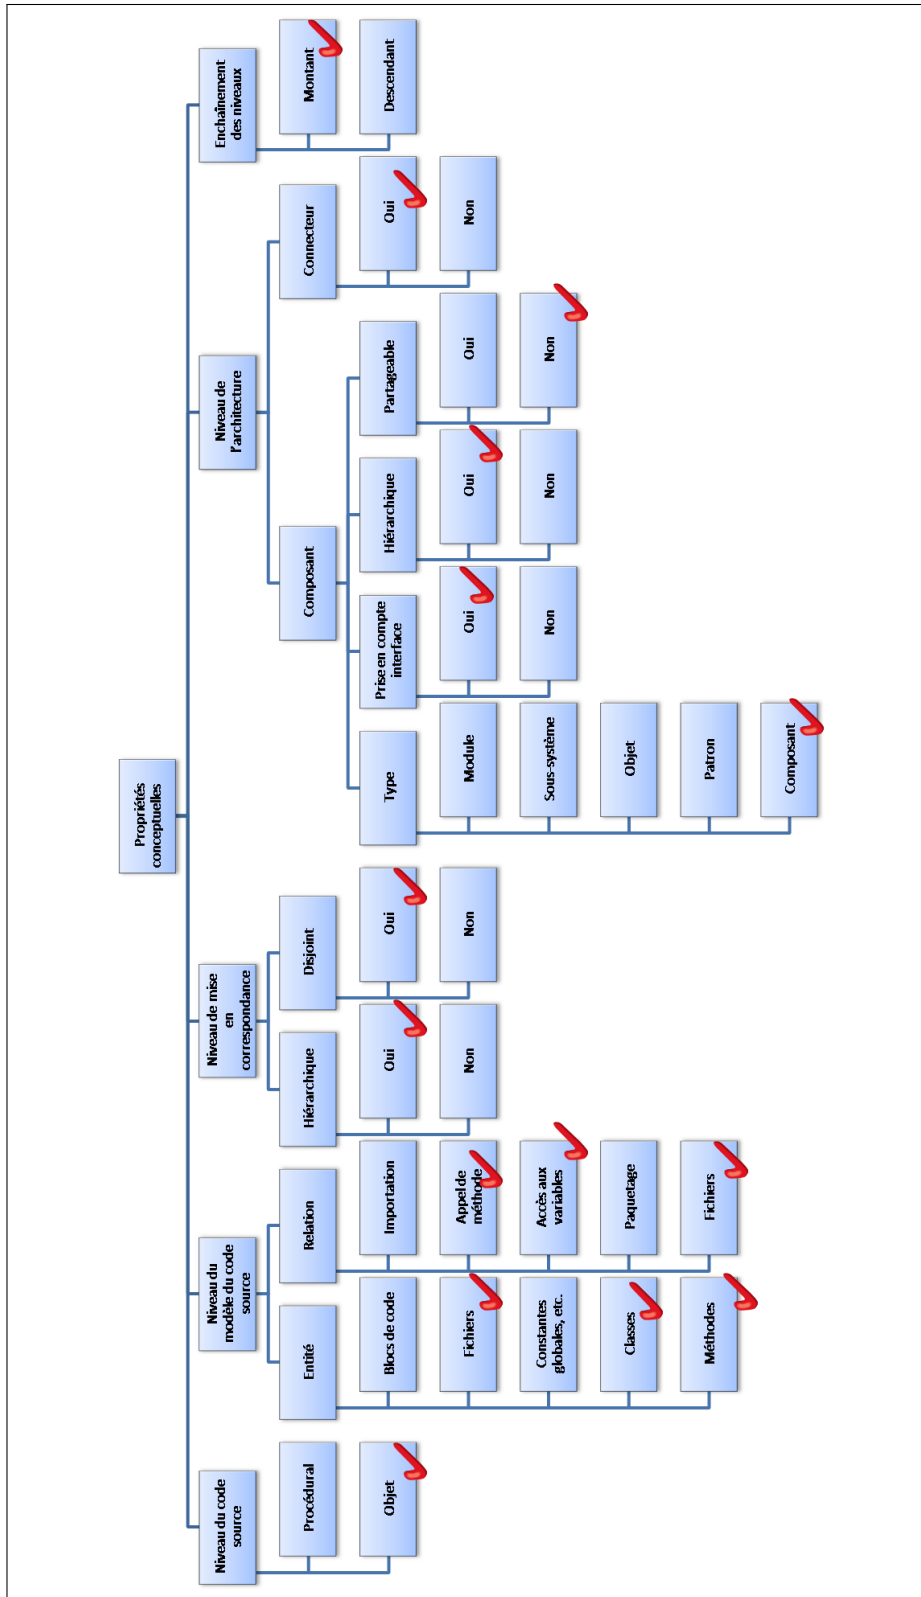 Propriétés
conceptuelles
Niveau du code
source
Procédural
Objet
Niveau du
modèle du code
source
Entité
Blocs de code
Fichiers
Constantes
globales, etc.
Classes
Méthodes
Relation
Importation
Appel de
méthode
Accès aux
variables
Paquetage
Fichiers
Niveau de mise
en
correspondance
Hiérarchique
Oui
Non
Disjoint
Oui
Non
Niveau de
l'architecture
Composant
Type
Module
Sous-système
Objet
Patron
Composant
Prise en compte
interface
Oui
Non
Hiérarchique
Oui
Non
Partageable
Oui
Non
Connecteur
Oui
Non
Enchaînement
des niveaux
Montant
Descendant